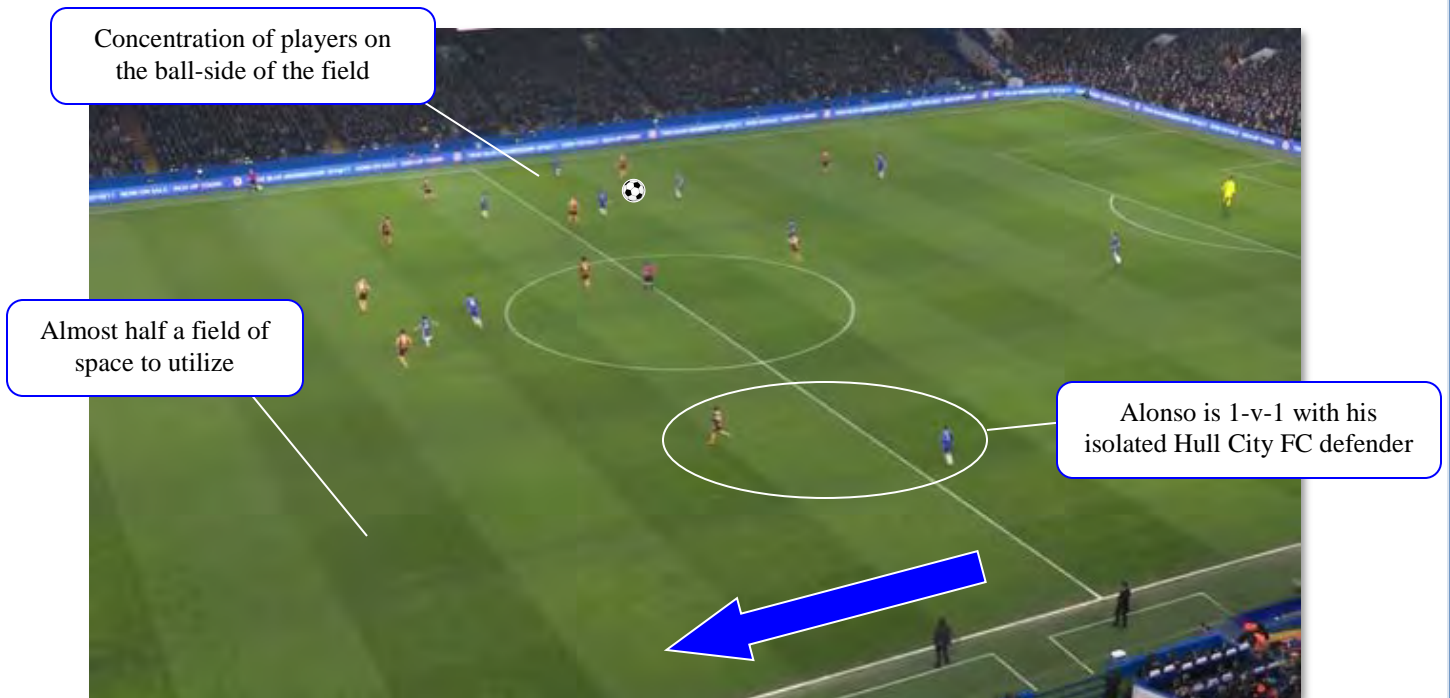 Concentration of players on
the ball-side of the field
Almost half a field of
space to utilize
Alonso is 1-v-1 with his
isolated Hull City FC defender